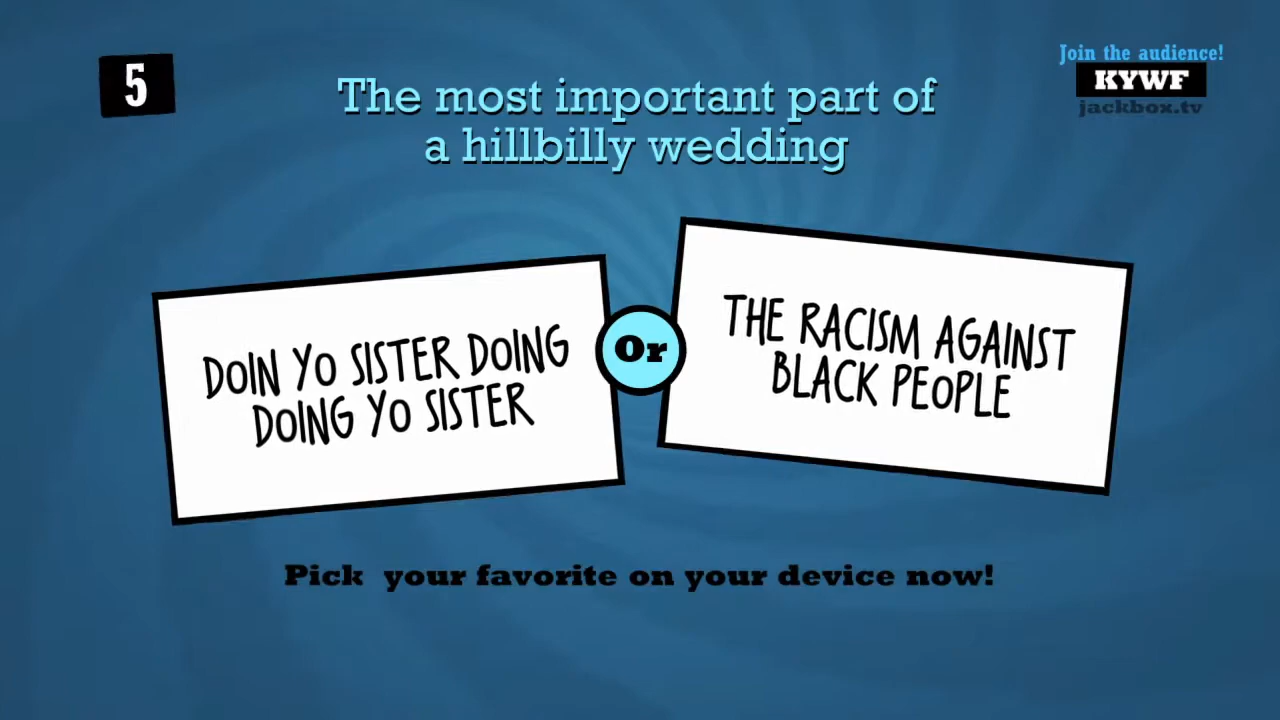 5
Join the audience!
KYWF
jackbox.tv
The most important part of
a hillbilly wedding
DOIN YO SISTER DOING
DOING YO SISTER
Or
THE RACISM AGAINST
BLACK PEOPLE
Pick your favorite on your device now!